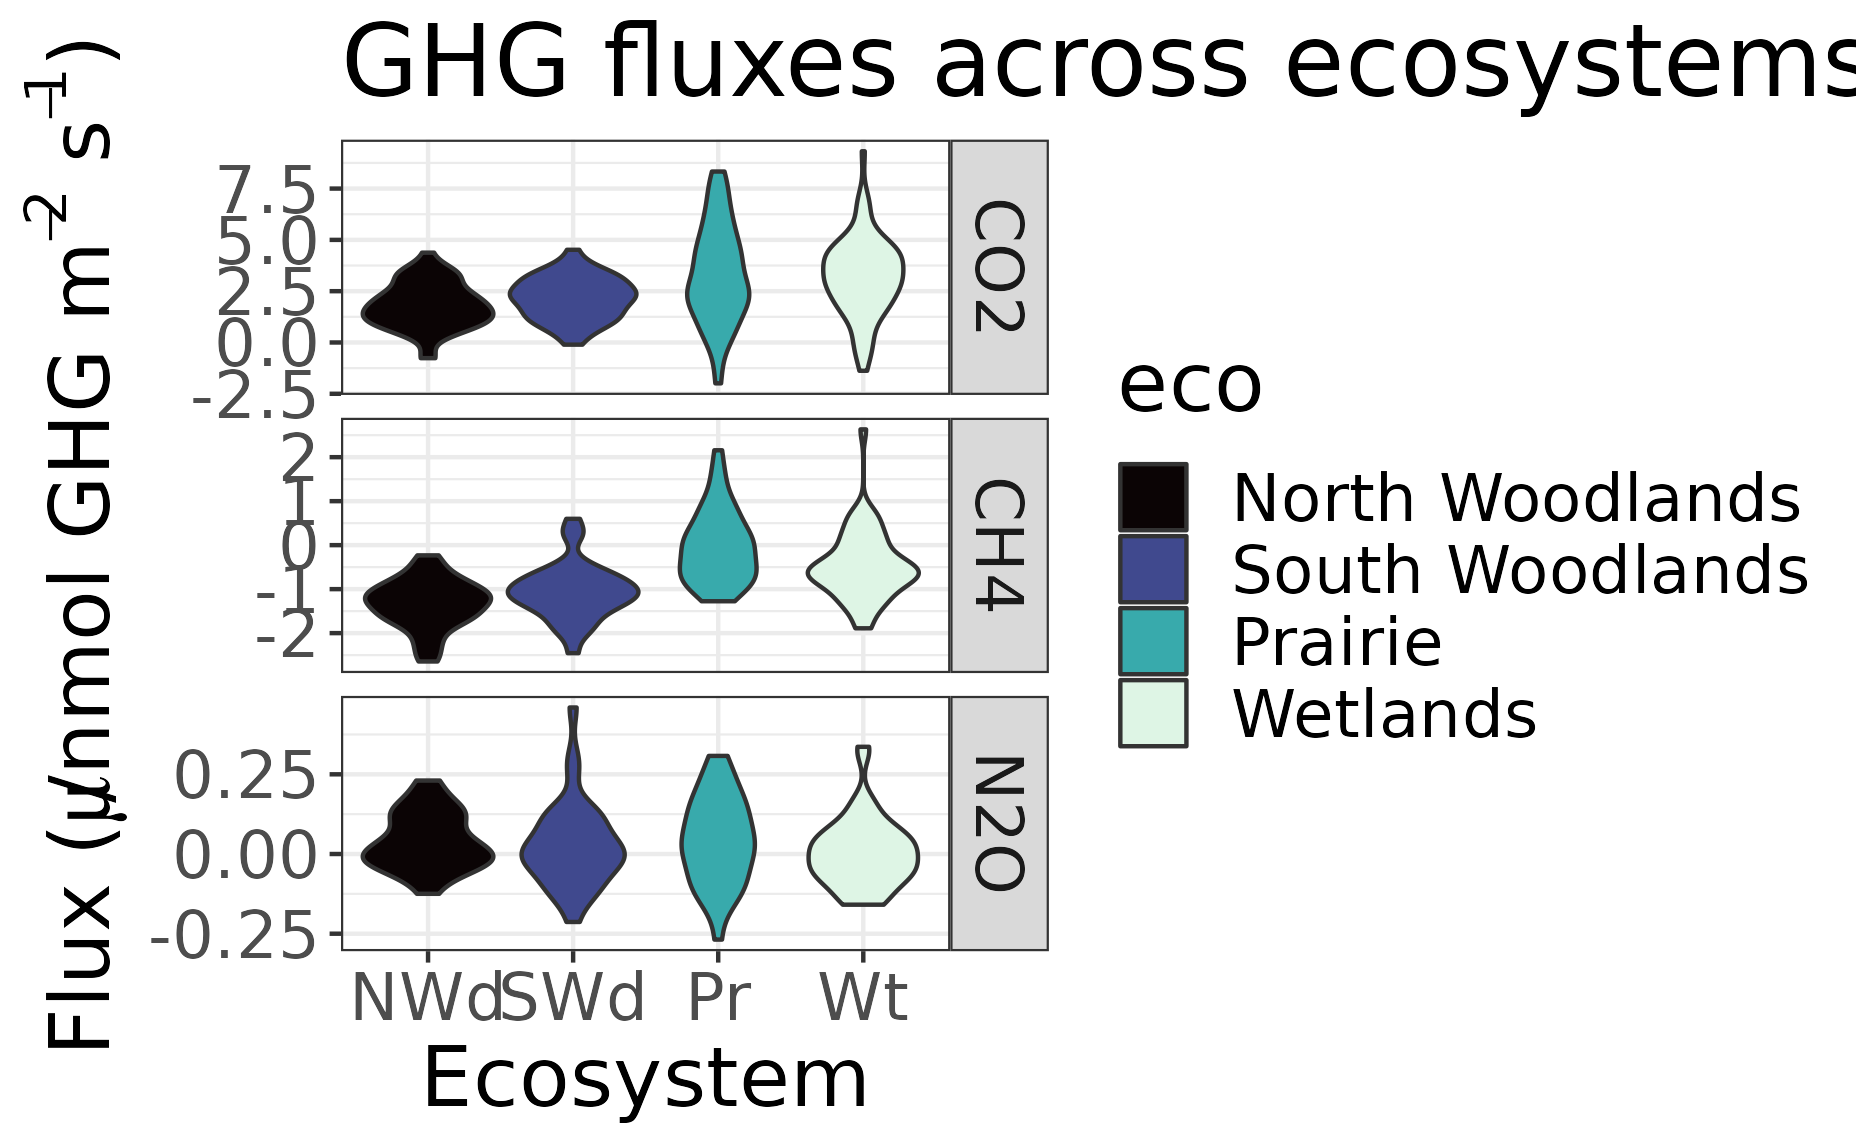 GHG fluxes across ecosystems
Flux (μ/nmol GHG m⁻² s⁻¹)
7.5
5.0
2.5
0.0
-2.5
CO2
2
1
0
-1
-2
CH4
0.25
0.00
-0.25
N2O
NWd SWd Pr Wt
Ecosystem
eco
North Woodlands
South Woodlands
Prairie
Wetlands